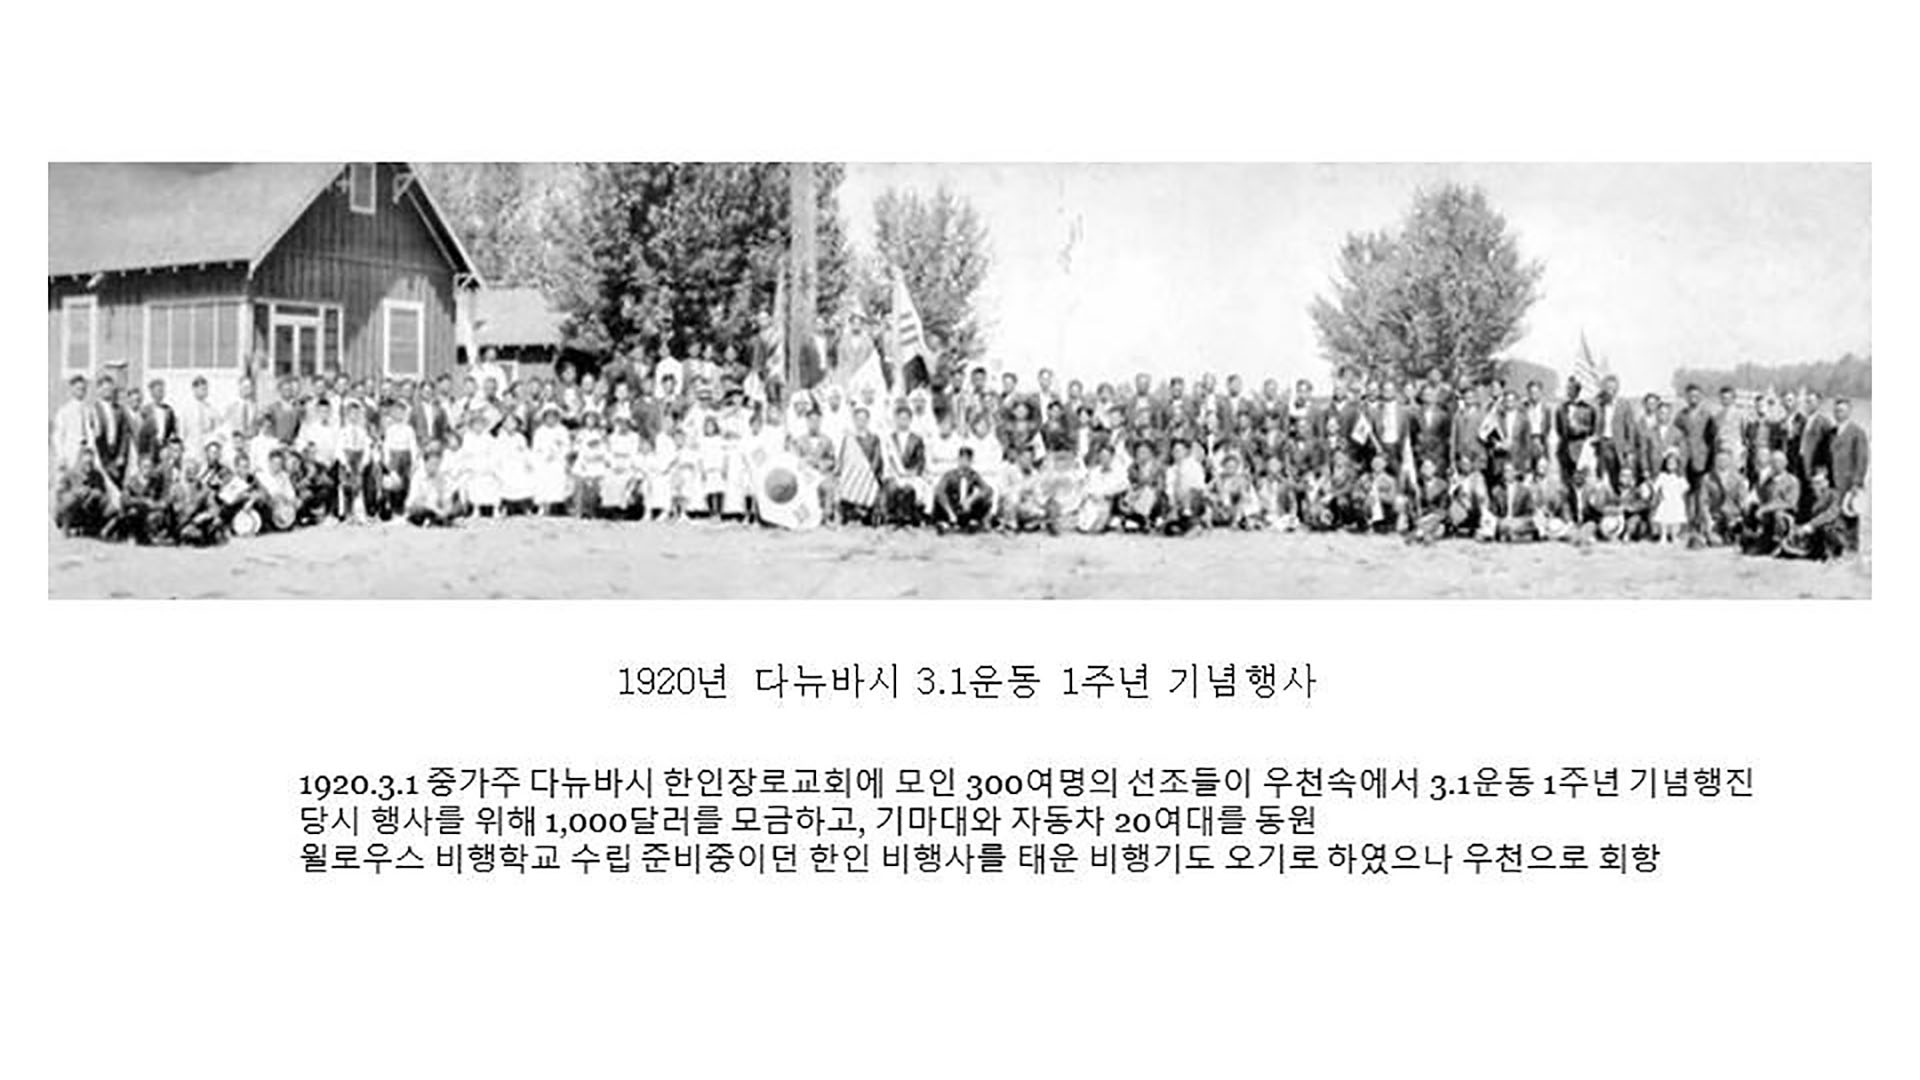 1920년 다뉴바시 3.1운동 1주년 기념행사
1920.3.1 중가주 다뉴바시 한인장로교회에 모인 300여명의 선조들이 우천속에서 3.1운동 1주년 기념행진
당시 행사를 위해 1,000달러를 모금하고, 기마대와 자동차 20여대를 동원
윌로우스 비행학교 수립 준비중이던 한인 비행사를 태운 비행기도 오기로 하였으나 우천으로 회항